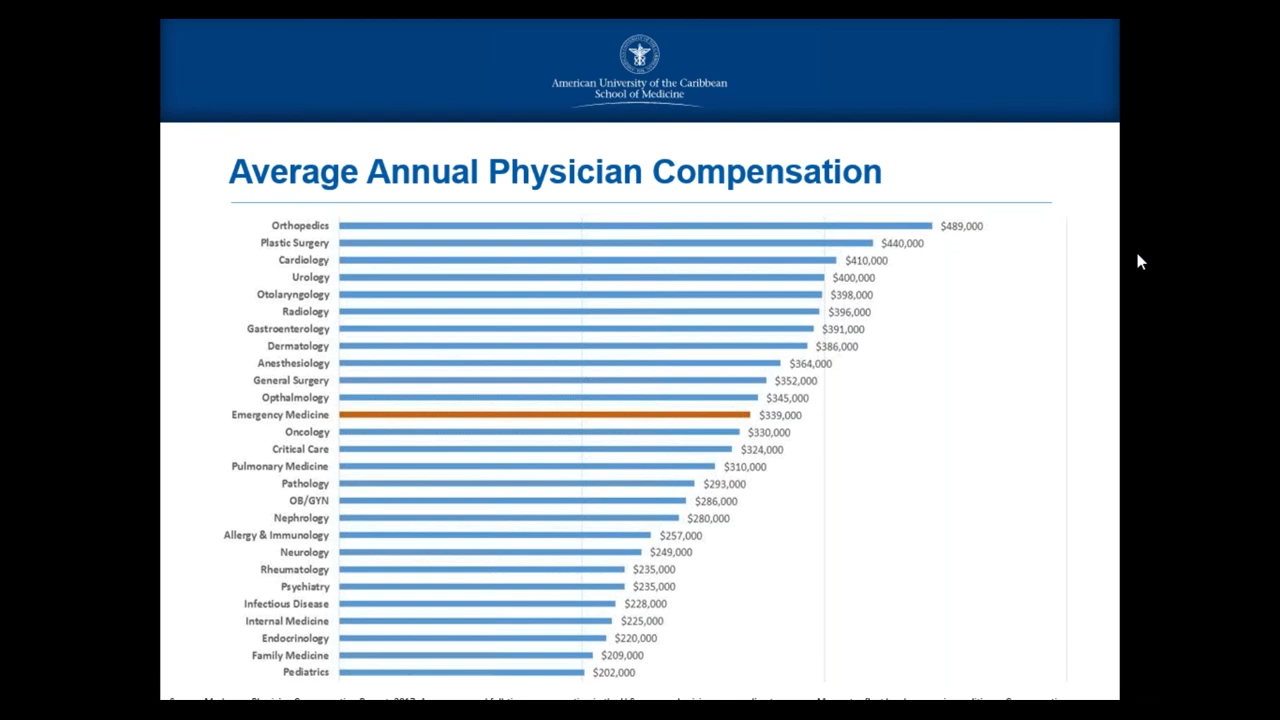 American University of the Caribbean
School of Medicine
Average Annual Physician Compensation
Orthopedics $489,000
Plastic Surgery $440,000
Cardiology $410,000
Urology $400,000
Otolaryngology $398,000
Radiology $396,000
Gastroenterology $391,000
Dermatology $386,000
Anesthesiology $364,000
General Surgery $352,000
Opthalmology $345,000
Emergency Medicine $339,000
Oncology $330,000
Critical Care $324,000
Pulmonary Medicine $310,000
Pathology $293,000
OB/GYN $286,000
Nephrology $280,000
Allergy & Immunology $257,000
Neurology $249,000
Rheumatology $235,000
Psychiatry $235,000
Infectious Disease $228,000
Internal Medicine $225,000
Endocrinology $220,000
Family Medicine $209,000
Pediatrics $202,000